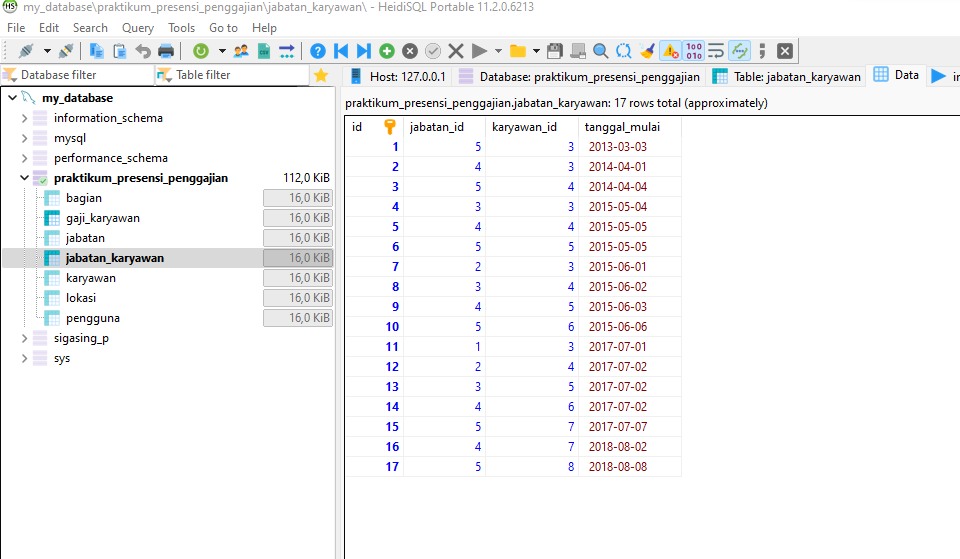 my_database\praktikum_presensi_penggajian\jabatan_karyawan\ - HeidiSQL Portable 11.2.0.6213
File Edit Search Query Tools Go to Help
Database filter Table filter
Host: 127.0.0.1 Database: praktikum_presensi_penggajian Table: jabatan_karyawan Data
my_database
information_schema
mysql
performance_schema
praktikum_presensi_penggajian 112,0 KiB
bagian 16,0 KiB
gaji_karyawan 16,0 KiB
jabatan 16,0 KiB
jabatan_karyawan 16,0 KiB
karyawan 16,0 KiB
lokasi 16,0 KiB
pengguna 16,0 KiB
sigasing_p
sys
praktikum_presensi_penggajian.jabatan_karyawan: 17 rows total (approximately)
id jabatan_id karyawan_id tanggal_mulai
1 5 3 2013-03-03
2 4 3 2014-04-01
3 5 4 2014-04-04
4 3 3 2015-05-04
5 4 4 2015-05-05
6 5 5 2015-05-05
7 2 3 2015-06-01
8 3 4 2015-06-02
9 4 5 2015-06-03
10 5 6 2015-06-06
11 1 3 2017-07-01
12 2 4 2017-07-02
13 3 5 2017-07-02
14 4 6 2017-07-02
15 5 7 2017-07-07
16 4 7 2018-08-02
17 5 8 2018-08-08